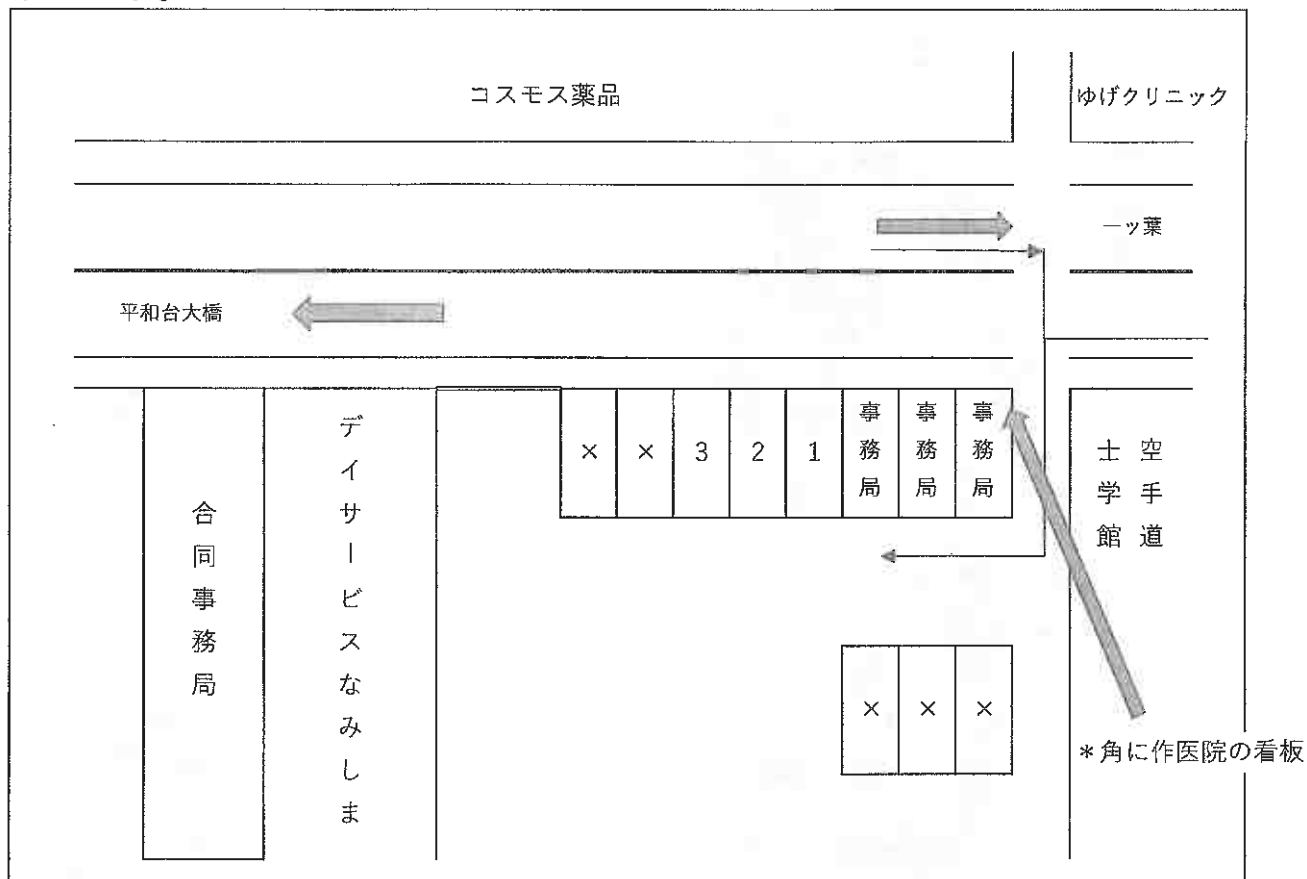 コスモス薬品
ゆげクリニック
一ッ葉
平和台大橋
合同事務局
デイサービスなみしま
×
×
3
2
1
事務局
事務局
事務局
空手道
士学館
×
×
×
*角に作医院の看板